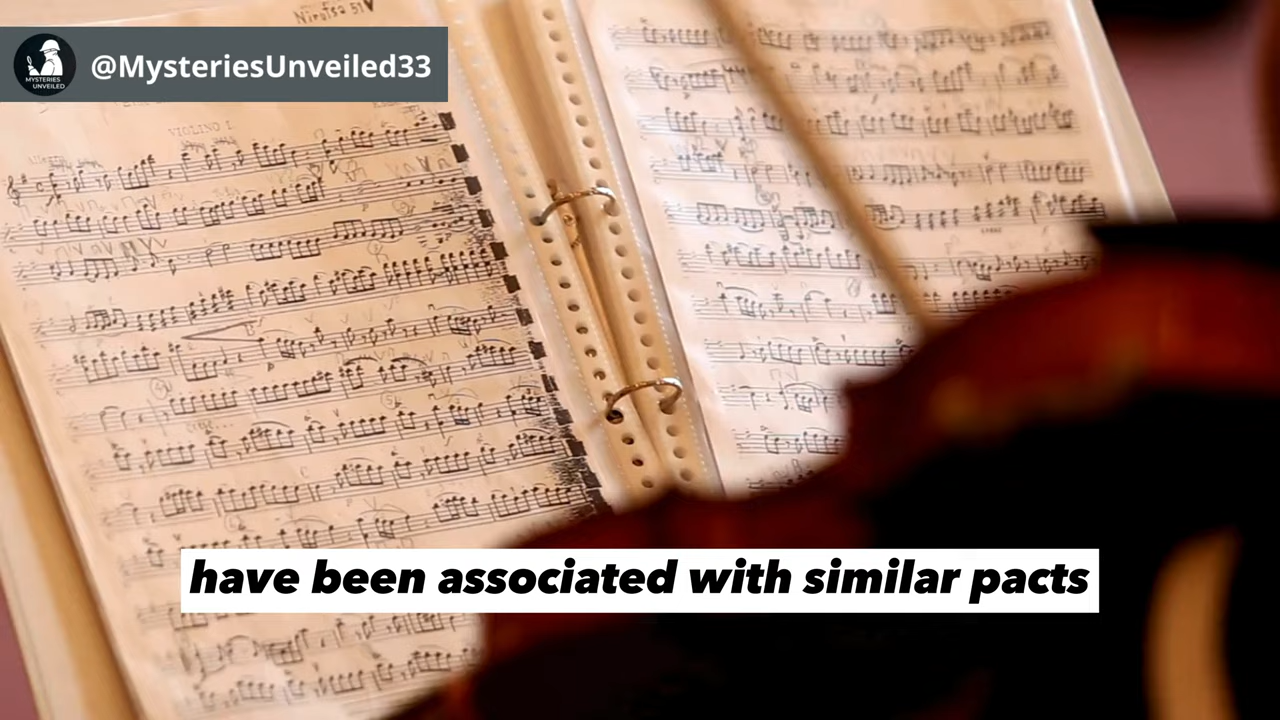 @MysteriesUnveiled33
MYSTERIES
UNVEILED
VIOLINO I.
have been associated with similar pacts